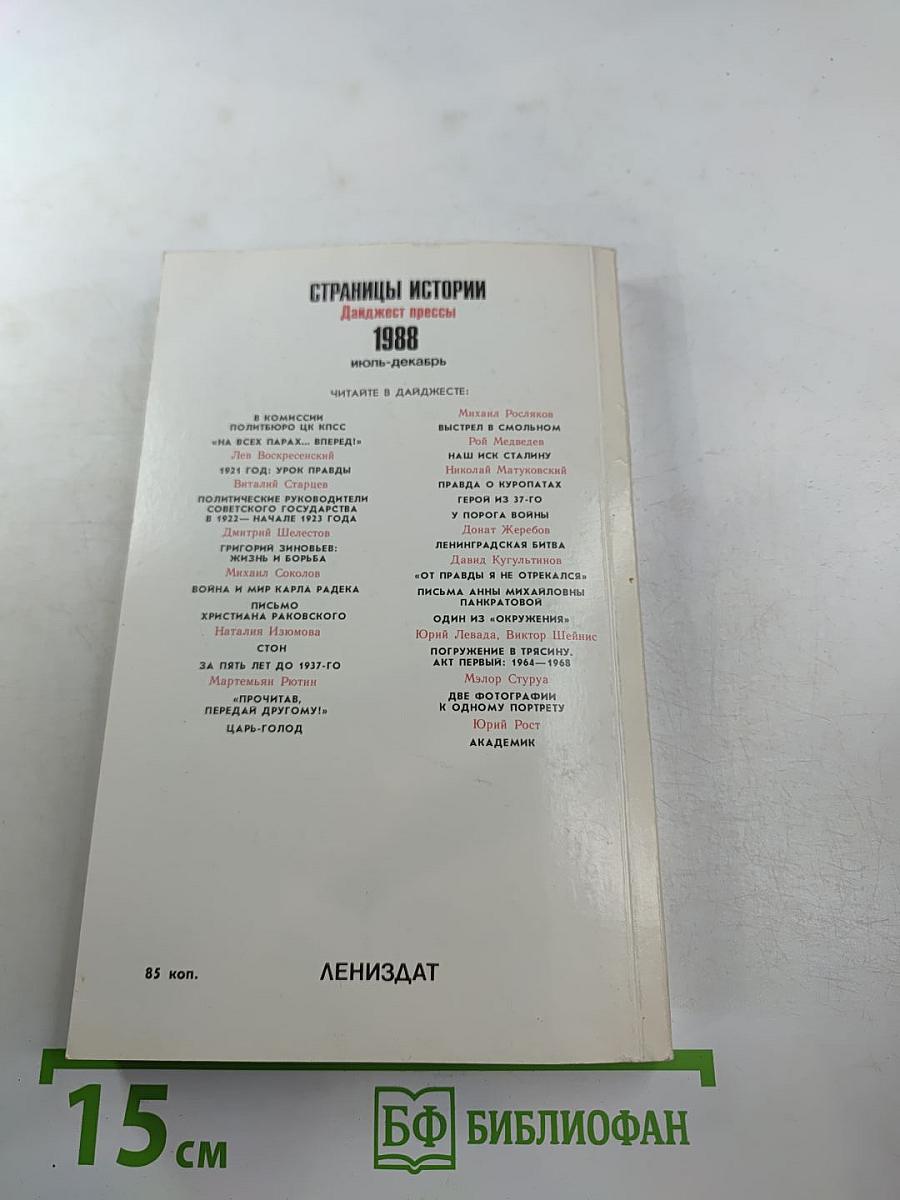 СТРАНИЦЫ ИСТОРИИ
Дайджест прессы
1988
июль-декабрь
ЧИТАЙТЕ В ДАЙДЖЕСТЕ:
В КОМИССИИ
ПОЛИТБЮРО ЦК КПСС
«НА ВСЕХ ПАРАХ... ВПЕРЕД!»
Лев Воскресенский
1921 ГОД: УРОК ПРАВДЫ
Виталий Старцев
ПОЛИТИЧЕСКИЕ РУКОВОДИТЕЛИ
СОВЕТСКОГО ГОСУДАРСТВА
В 1922— НАЧАЛЕ 1923 ГОДА
Дмитрий Шелестов
ГРИГОРИЙ ЗИНОВЬЕВ:
ЖИЗНЬ И БОРЬБА
Михаил Соколов
ВОЙНА И МИР КАРЛА РАДЕКА
ПИСЬМО
ХРИСТИАНА РАКОВСКОГО
Наталия Изюмова
СТОН
ЗА ПЯТЬ ЛЕТ ДО 1937-ГО
Мартемьян Рютин
«ПРОЧИТАВ,
ПЕРЕДАЙ ДРУГОМУ!»
ЦАРЬ-ГОЛОД
Михаил Росляков
ВЫСТРЕЛ В СМОЛЬНОМ
Рой Медведев
НАШ ИСК СТАЛИНУ
Николай Матуковский
ПРАВДА О КУРОПАТАХ
ГЕРОЙ ИЗ 37-ГО
У ПОРОГА ВОЙНЫ
Донат Жеребов
ЛЕНИНГРАДСКАЯ БИТВА
Давид Кугультинов
«ОТ ПРАВДЫ Я НЕ ОТРЕКАЛСЯ»
ПИСЬМА АННЫ МИХАЙЛОВНЫ
ПАНКРАТОВОЙ
ОДИН ИЗ «ОКРУЖЕНИЯ»
Юрий Левада, Виктор Шейнис
ПОГРУЖЕНИЕ В ТРЯСИНУ.
АКТ ПЕРВЫЙ: 1964—1968
Мэлор Стуруа
ДВЕ ФОТОГРАФИИ
К ОДНОМУ ПОРТРЕТУ
Юрий Рост
АКАДЕМИК
85 коп.
ЛЕНИЗДАТ
15 см
БФ БИБЛИОФАН